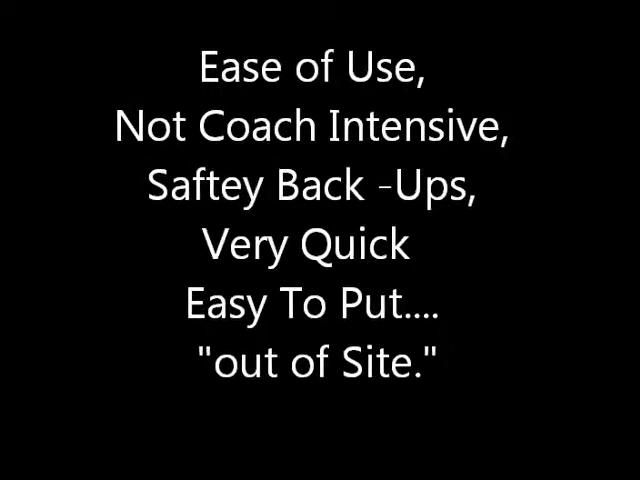 Ease of Use,
Not Coach Intensive,
Saftey Back -Ups,
Very Quick
Easy To Put....
"out of Site."